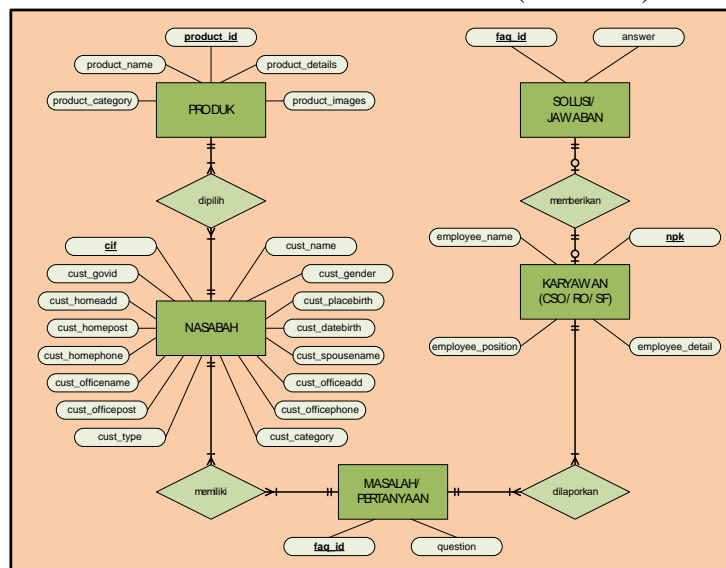 product_id
product_name
product_details
product_category
product_images
PRODUK
dipilih
cif
cust_name
cust_govid
cust_gender
cust_homeadd
cust_placebirth
cust_homepost
cust_datebirth
NASABAH
cust_homephone
cust_spousename
cust_officename
cust_officeadd
cust_officepost
cust_officephone
cust_type
cust_category
memiliki
faq_id
answer
SOLUSI/
JAWABAN
memberikan
employee_name
npk
KARYAWAN
(CSO/ RO/ SF)
employee_position
employee_detail
dilaporkan
MASALAH/
PERTANYAAN
faq_id
question